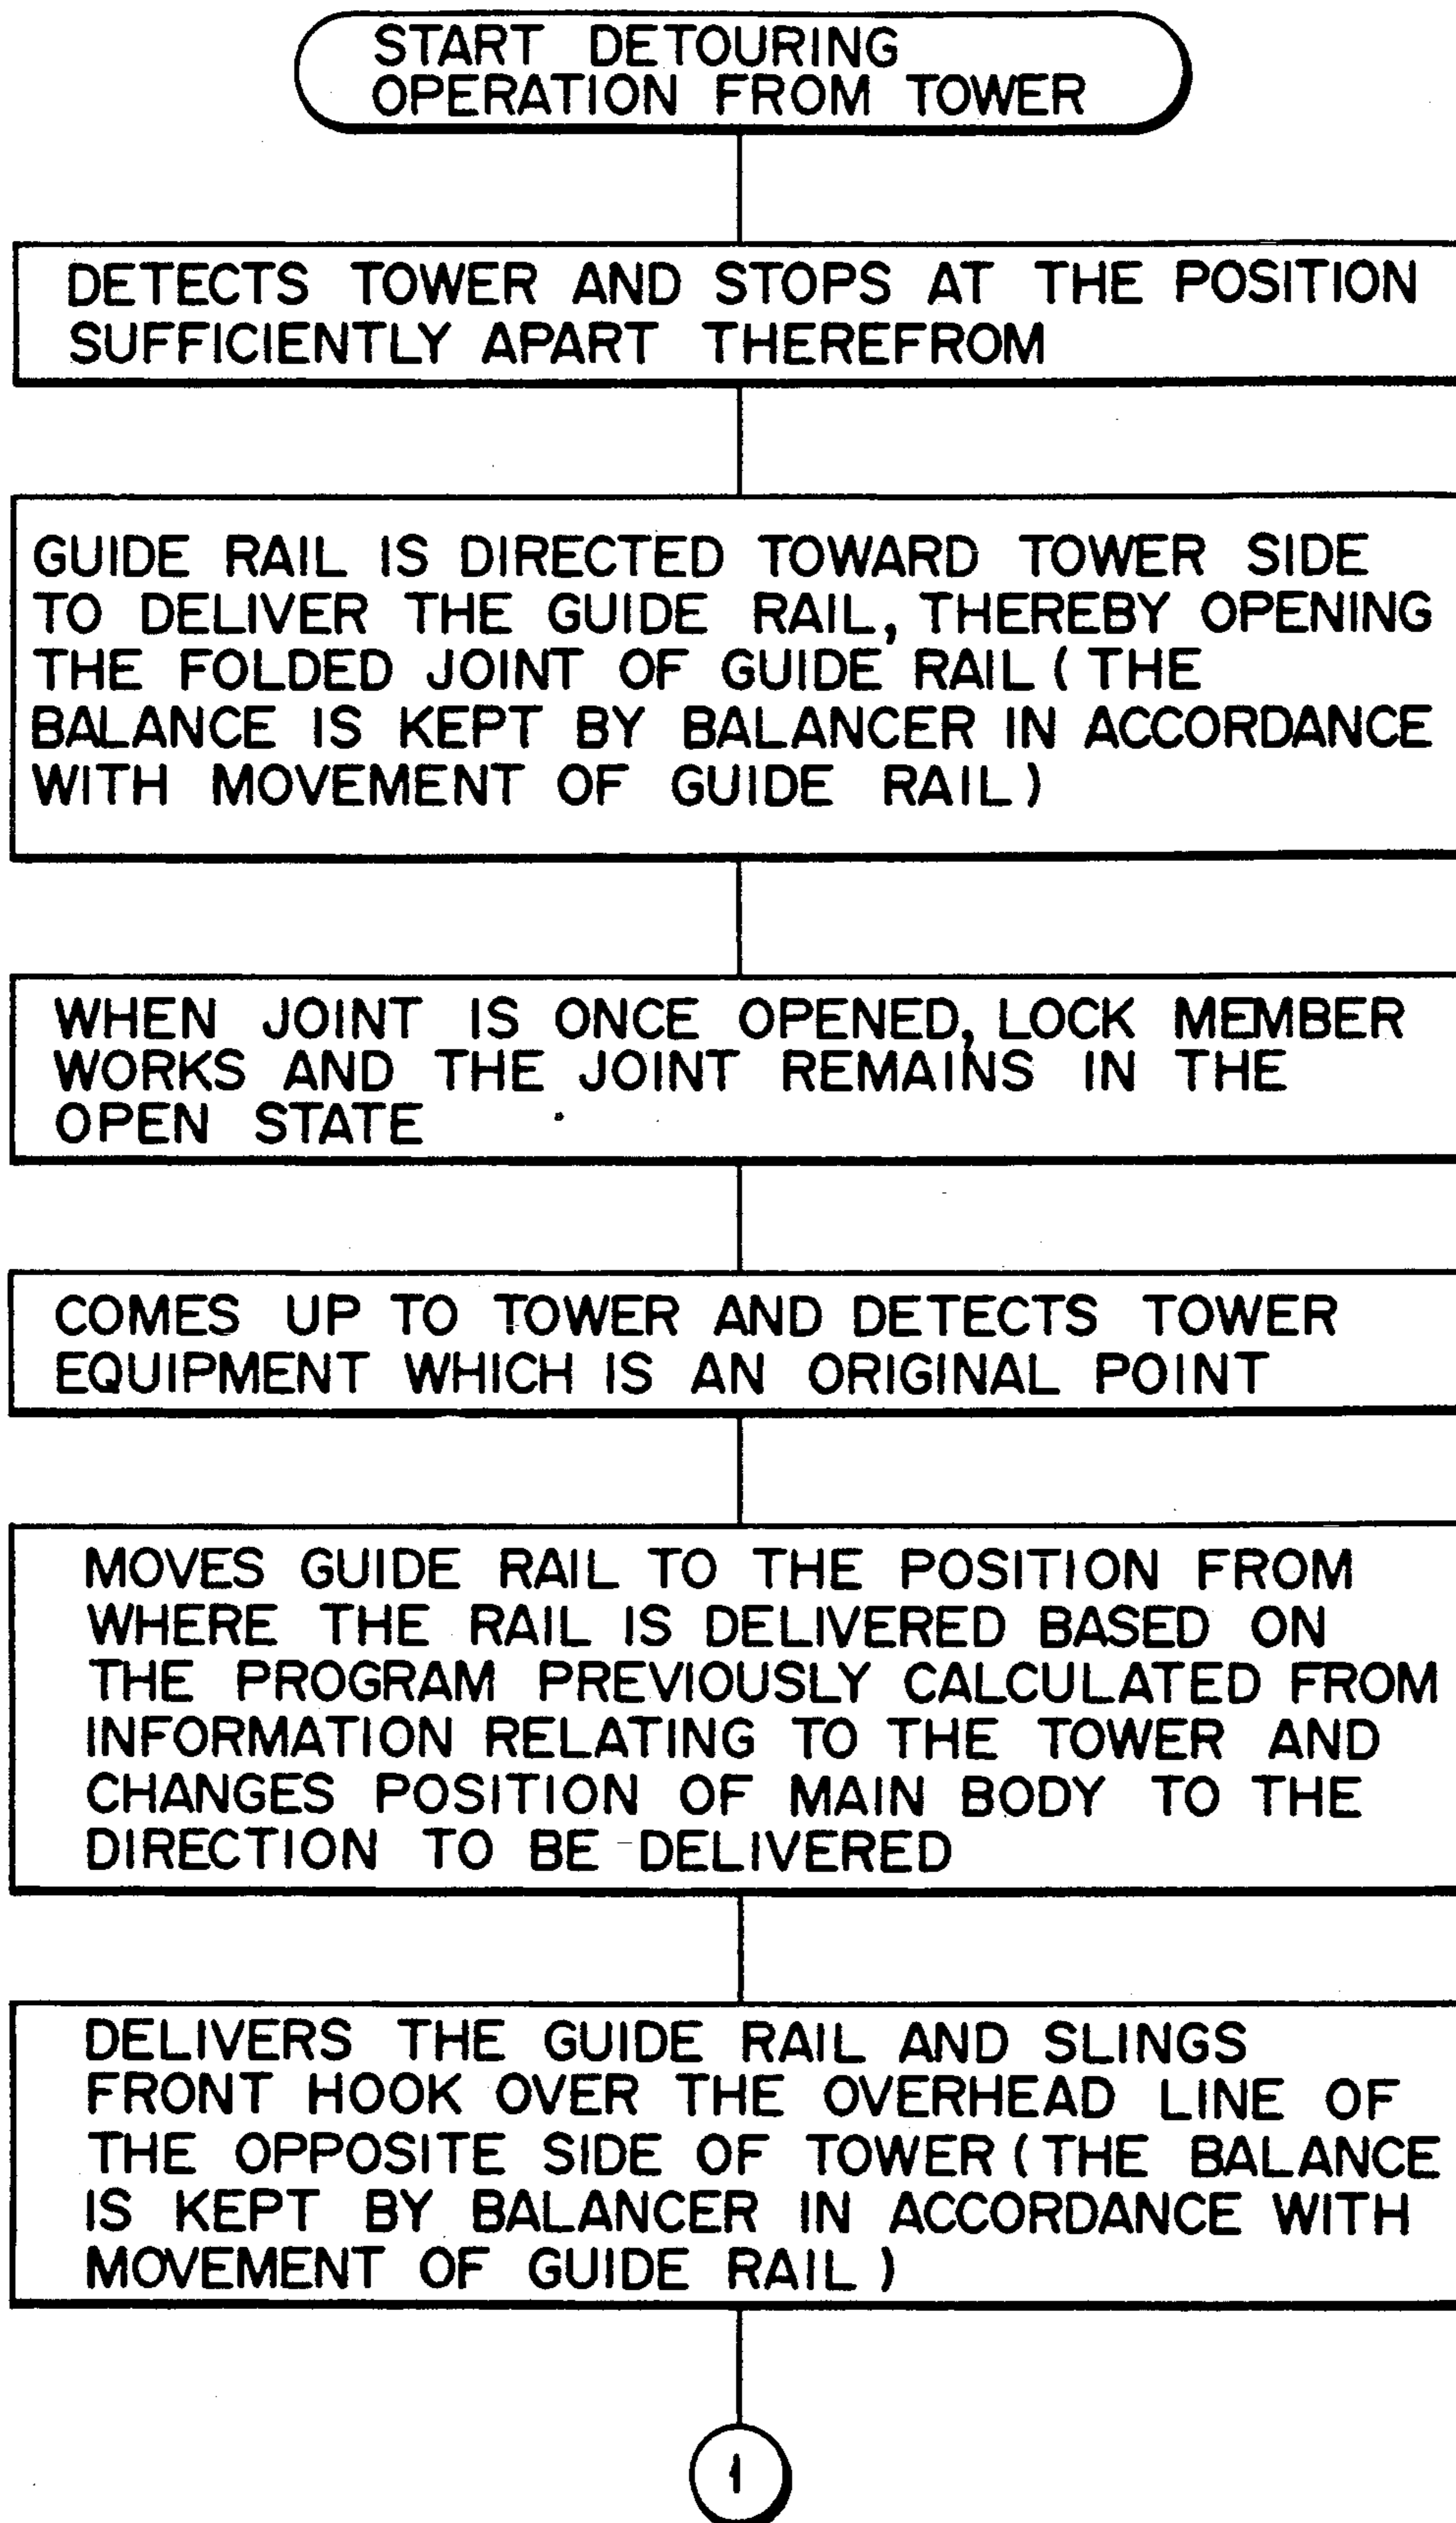 START DETOURING
OPERATION FROM TOWER
DETECTS TOWER AND STOPS AT THE POSITION
SUFFICIENTLY APART THEREFROM
GUIDE RAIL IS DIRECTED TOWARD TOWER SIDE
TO DELIVER THE GUIDE RAIL, THEREBY OPENING
THE FOLDED JOINT OF GUIDE RAIL (THE
BALANCE IS KEPT BY BALANCER IN ACCORDANCE
WITH MOVEMENT OF GUIDE RAIL)
WHEN JOINT IS ONCE OPENED, LOCK MEMBER
WORKS AND THE JOINT REMAINS IN THE
OPEN STATE
COMES UP TO TOWER AND DETECTS TOWER
EQUIPMENT WHICH IS AN ORIGINAL POINT
MOVES GUIDE RAIL TO THE POSITION FROM
WHERE THE RAIL IS DELIVERED BASED ON
THE PROGRAM PREVIOUSLY CALCULATED FROM
INFORMATION RELATING TO THE TOWER AND
CHANGES POSITION OF MAIN BODY TO THE
DIRECTION TO BE DELIVERED
DELIVERS THE GUIDE RAIL AND SLINGS
FRONT HOOK OVER THE OVERHEAD LINE OF
THE OPPOSITE SIDE OF TOWER (THE BALANCE
IS KEPT BY BALANCER IN ACCORDANCE WITH
MOVEMENT OF GUIDE RAIL)
1